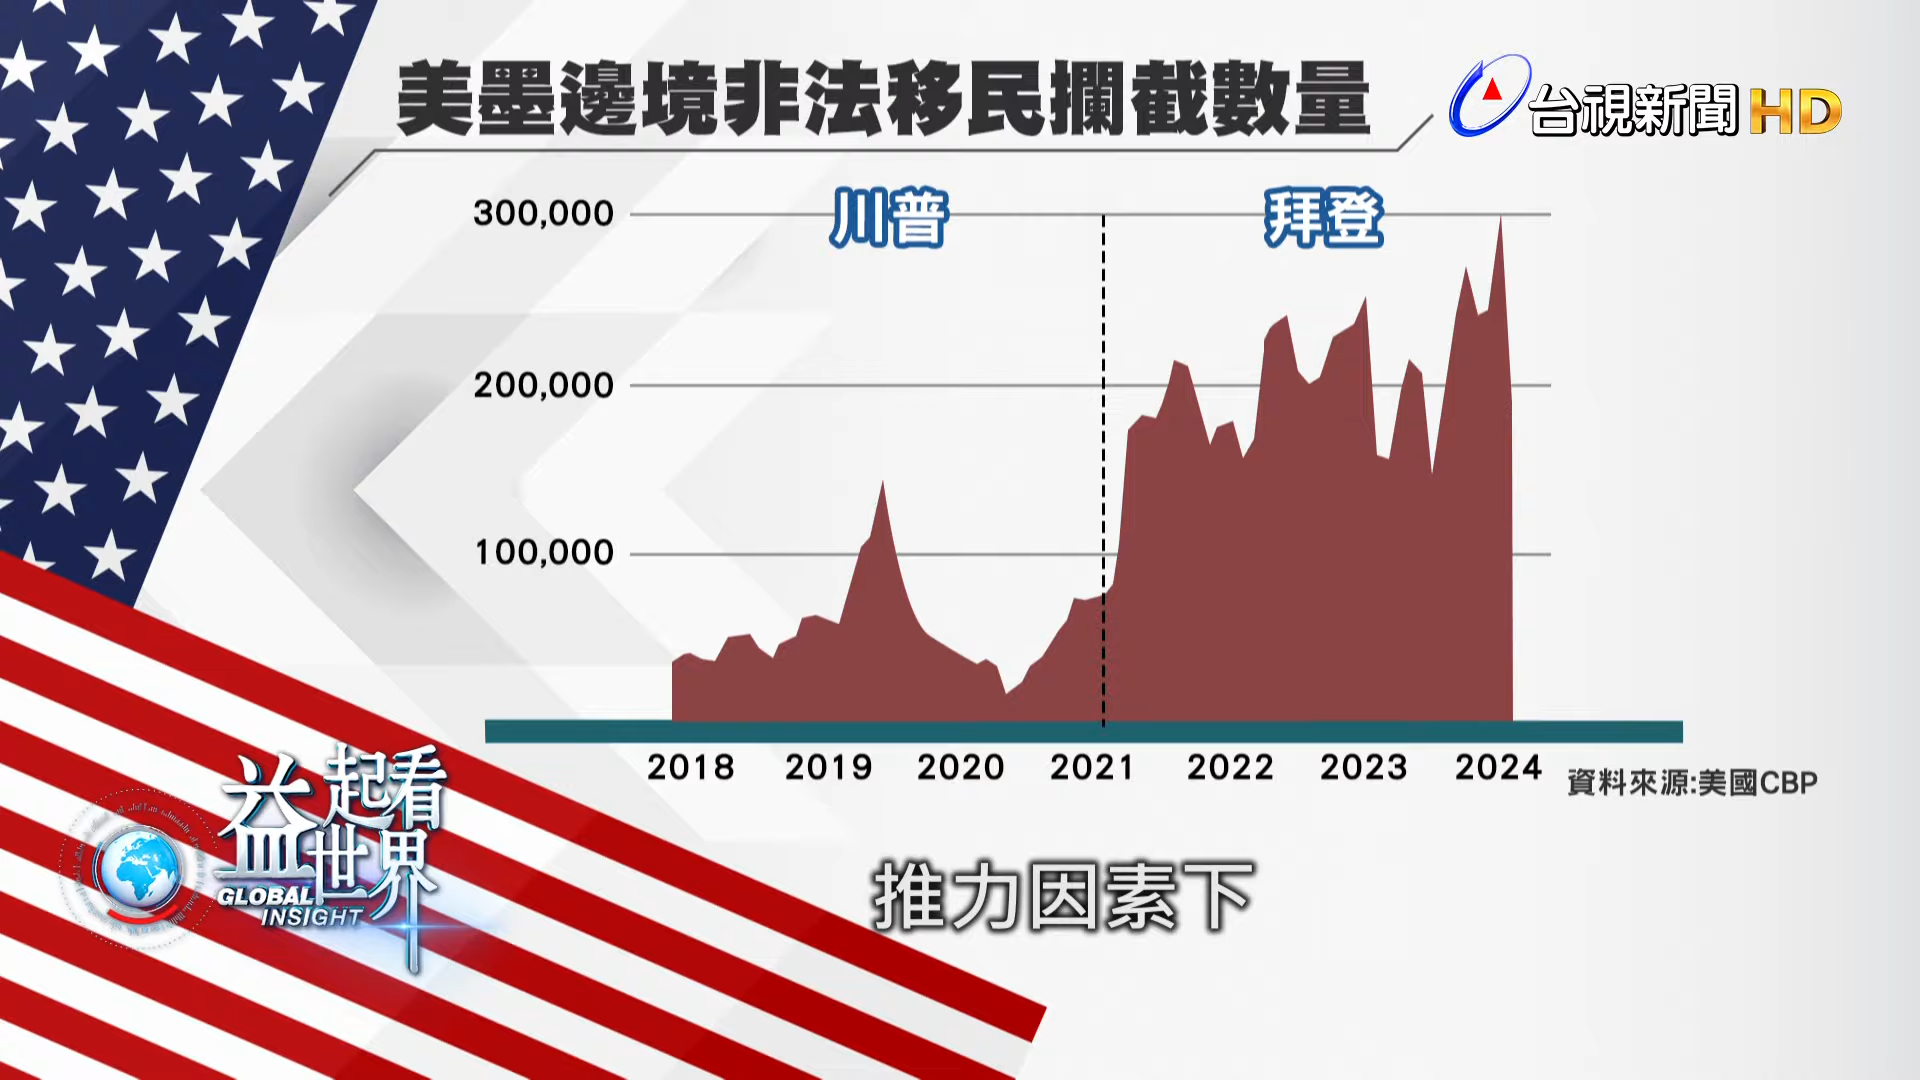 美墨邊境非法移民攔截數量
台視新聞HD
川普
拜登
300,000
200,000
100,000
2018 2019 2020 2021 2022 2023 2024
資料來源:美國CBP
益起看世界
GLOBAL INSIGHT
推力因素下